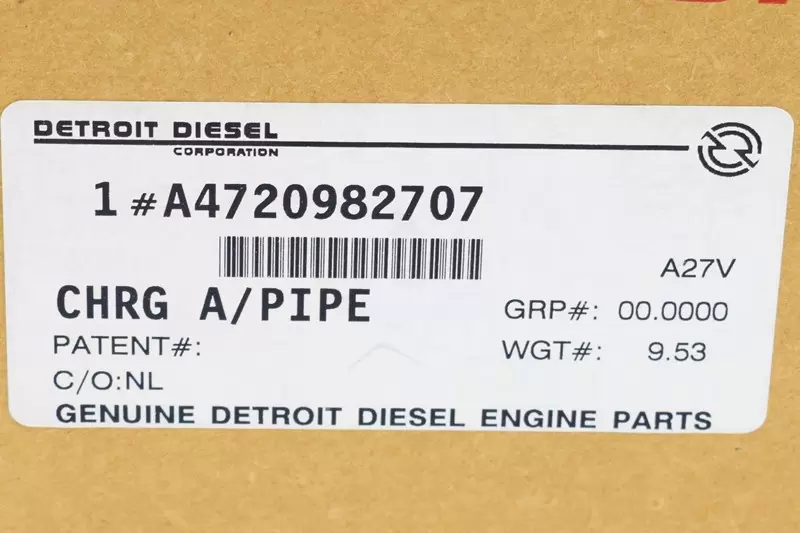 DETROIT DIESEL
CORPORATION
1 #A4720982707
A27V
CHRG A/PIPE
GRP#: 00.0000
PATENT#:
WGT#: 9.53
C/O:NL
GENUINE DETROIT DIESEL ENGINE PARTS